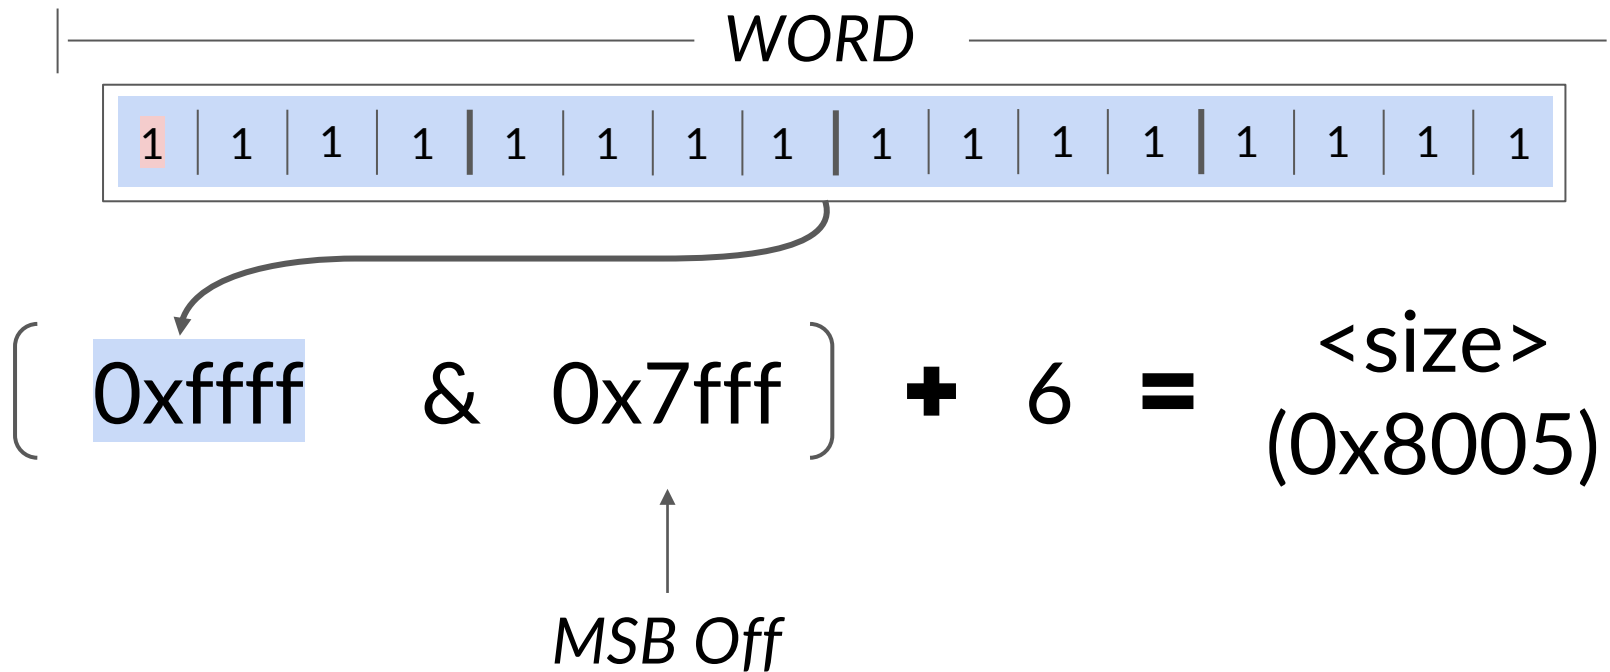 WORD
1 1 1 1 1 1 1 1 1 1 1 1 1 1 1 1
0xffff & 0x7fff + 6 = <size>
(0x8005)
MSB Off